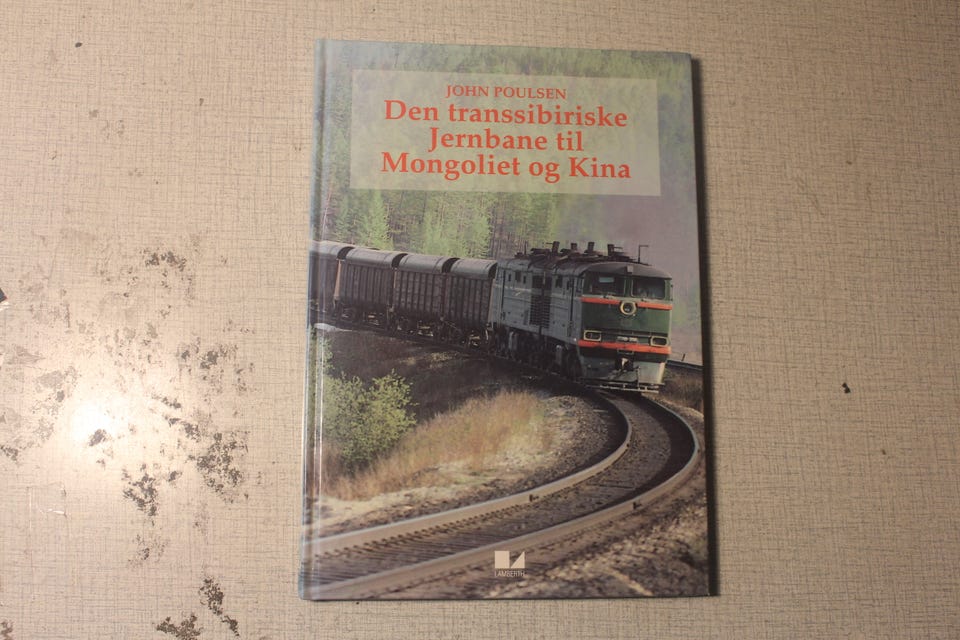 JOHN POULSEN
Den transsibiriske
Jernbane til
Mongoliet og Kina
LAMBERTH